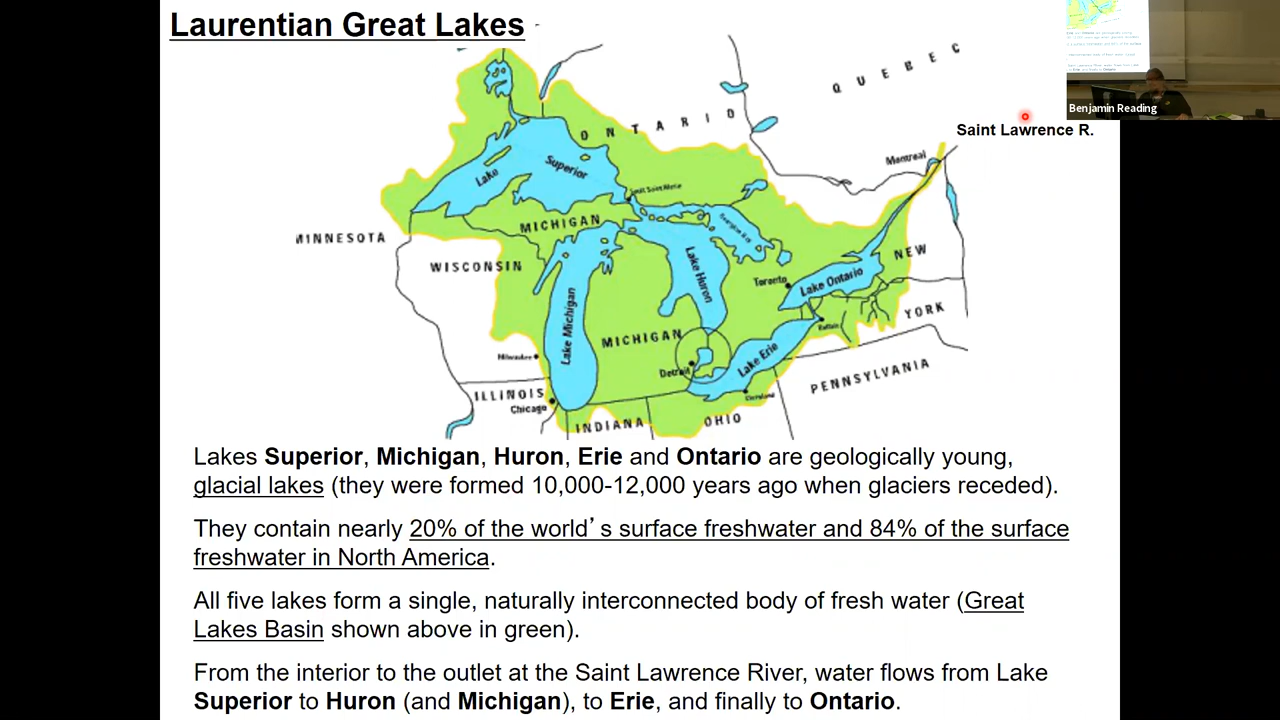 Laurentian Great Lakes
QUEBEC
ONTARIO
Benjamin Reading
Saint Lawrence R.
Montreal
Lake Superior
Sault Sainte Marie
MICHIGAN
MINNESOTA
WISCONSIN
NEW YORK
Lake Huron
Toronto
Lake Ontario
Lake Michigan
MICHIGAN
Buffalo
Milwaukee
Detroit
Lake Erie
PENNSYLVANIA
ILLINOIS
Chicago
Cleveland
INDIANA
OHIO
Lakes Superior, Michigan, Huron, Erie and Ontario are geologically young,
glacial lakes (they were formed 10,000-12,000 years ago when glaciers receded).
They contain nearly 20% of the world’s surface freshwater and 84% of the surface
freshwater in North America.
All five lakes form a single, naturally interconnected body of fresh water (Great
Lakes Basin shown above in green).
From the interior to the outlet at the Saint Lawrence River, water flows from Lake
Superior to Huron (and Michigan), to Erie, and finally to Ontario.